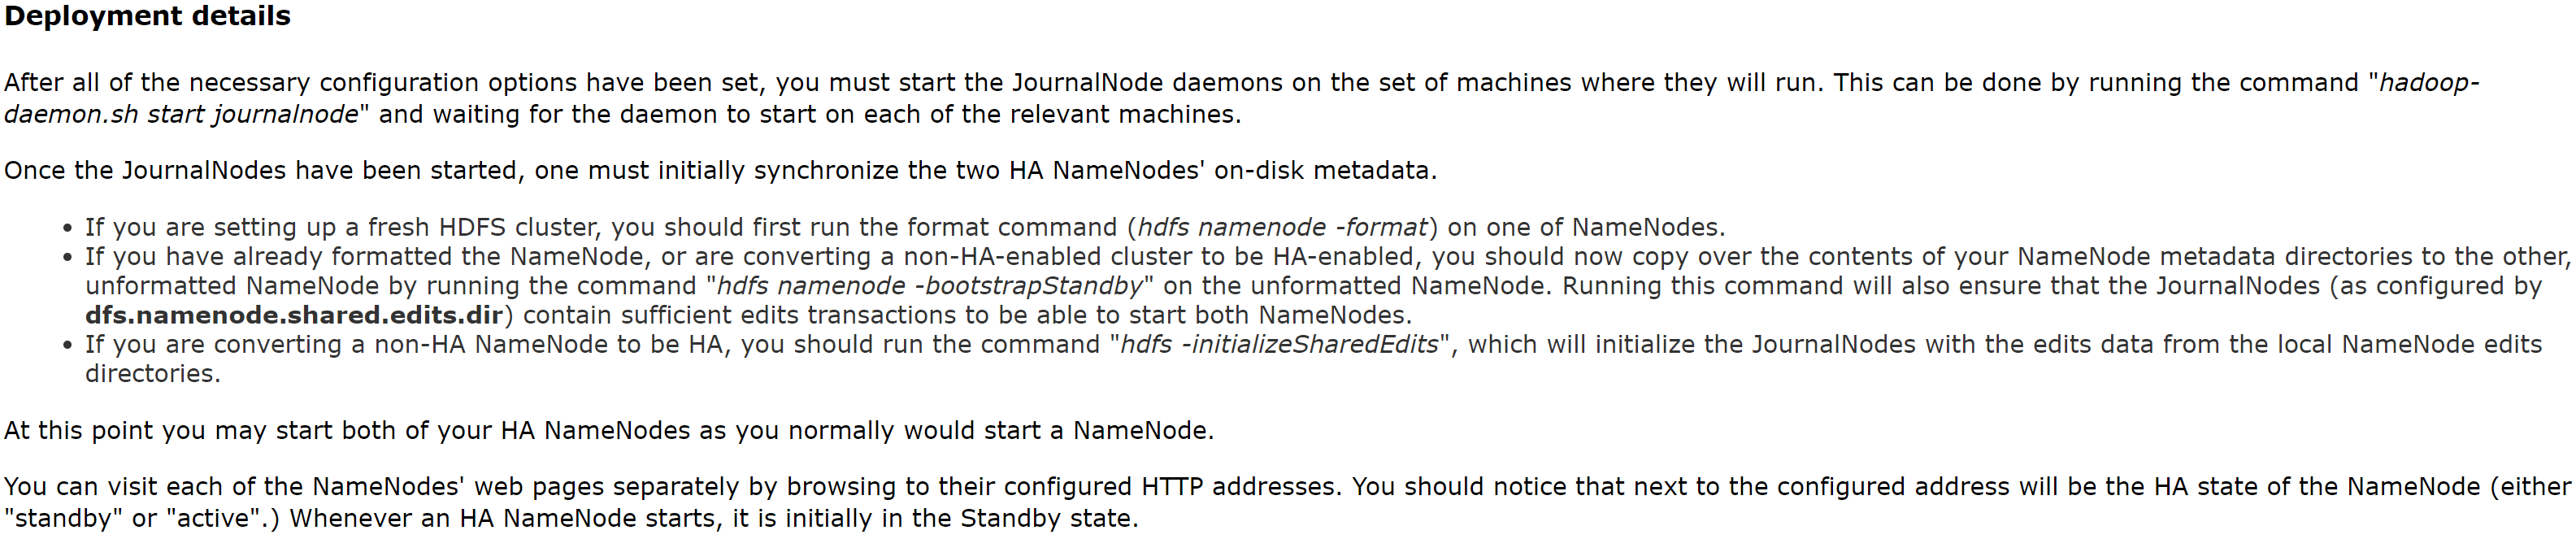 Deployment details
After all of the necessary configuration options have been set, you must start the JournalNode daemons on the set of machines where they will run. This can be done by running the command "hadoop-
daemon.sh start journalnode" and waiting for the daemon to start on each of the relevant machines.
Once the JournalNodes have been started, one must initially synchronize the two HA NameNodes' on-disk metadata.
• If you are setting up a fresh HDFS cluster, you should first run the format command (hdfs namenode -format) on one of NameNodes.
• If you have already formatted the NameNode, or are converting a non-HA-enabled cluster to be HA-enabled, you should now copy over the contents of your NameNode metadata directories to the other,
unformatted NameNode by running the command "hdfs namenode -bootstrapStandby" on the unformatted NameNode. Running this command will also ensure that the JournalNodes (as configured by
dfs.namenode.shared.edits.dir) contain sufficient edits transactions to be able to start both NameNodes.
• If you are converting a non-HA NameNode to be HA, you should run the command "hdfs -initializeSharedEdits", which will initialize the JournalNodes with the edits data from the local NameNode edits
directories.
At this point you may start both of your HA NameNodes as you normally would start a NameNode.
You can visit each of the NameNodes' web pages separately by browsing to their configured HTTP addresses. You should notice that next to the configured address will be the HA state of the NameNode (either
"standby" or "active".) Whenever an HA NameNode starts, it is initially in the Standby state.